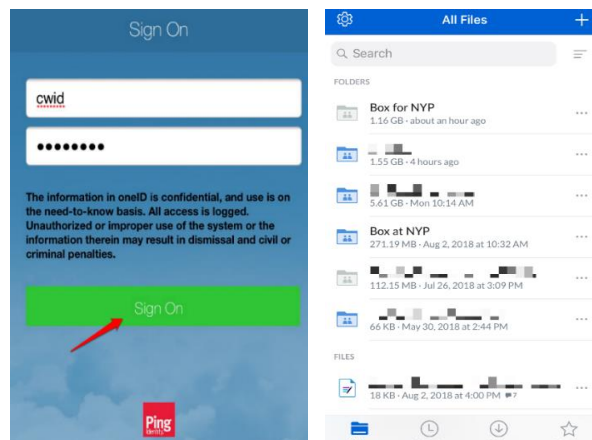 Sign On
cwid
The information in oneID is confidential, and use is on
the need-to-know basis. All access is logged.
Unauthorized or improper use of the system or the
information therein may result in dismissal and civil or
criminal penalties.
Sign On
Ping
Identity
All Files
Search
FOLDERS
Box for NYP
1.16 GB · about an hour ago
1.55 GB · 4 hours ago
5.61 GB · Mon 10:14 AM
Box at NYP
271.19 MB · Aug 2, 2018 at 10:32 AM
112.15 MB · Jul 26, 2018 at 3:09 PM
66 KB · May 30, 2018 at 2:44 PM
FILES
18 KB · Aug 2, 2018 at 4:00 PM 7